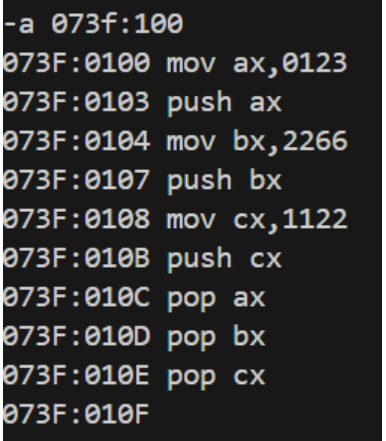 -a 073f:100
073F:0100 mov ax,0123
073F:0103 push ax
073F:0104 mov bx,2266
073F:0107 push bx
073F:0108 mov cx,1122
073F:010B push cx
073F:010C pop ax
073F:010D pop bx
073F:010E pop cx
073F:010F